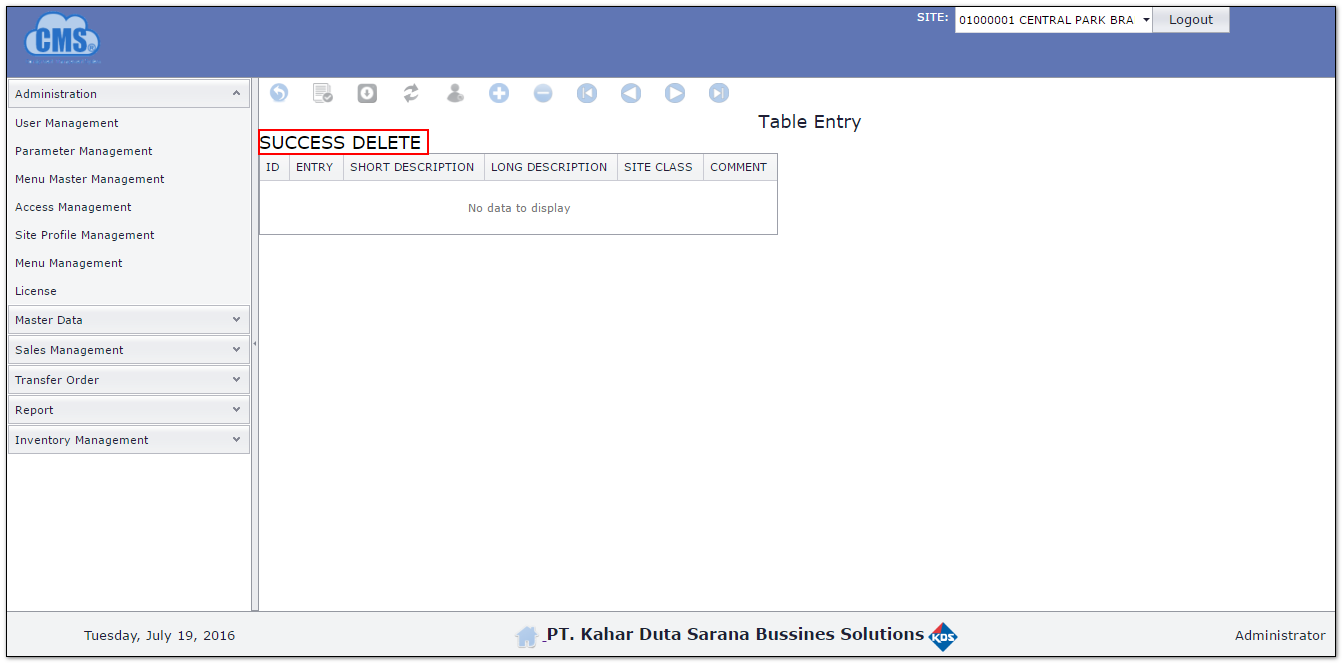 CMS®
SITE: 01000001 CENTRAL PARK BRA Logout
Administration
User Management
Parameter Management
Menu Master Management
Access Management
Site Profile Management
Menu Management
License
Master Data
Sales Management
Transfer Order
Report
Inventory Management
Table Entry
SUCCESS DELETE
ID ENTRY SHORT DESCRIPTION LONG DESCRIPTION SITE CLASS COMMENT
No data to display
Tuesday, July 19, 2016
PT. Kahar Duta Sarana Bussines Solutions KDS
Administrator